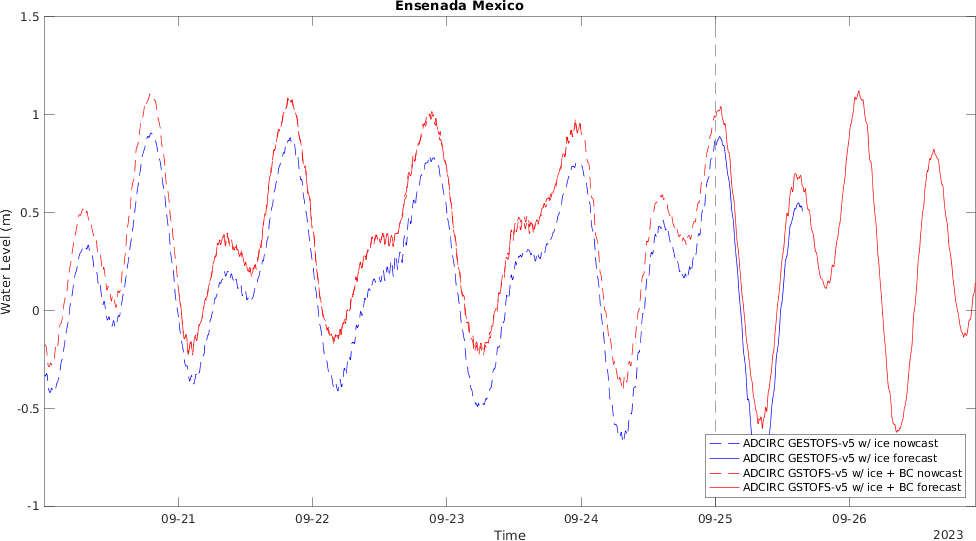 Ensenada Mexico
1.5
1
0.5
0
-0.5
-1
Water Level (m)
ADCIRC GESTOFS-v5 w/ ice nowcast
ADCIRC GESTOFS-v5 w/ ice forecast
ADCIRC GSTOFS-v5 w/ ice + BC nowcast
ADCIRC GSTOFS-v5 w/ ice + BC forecast
09-21 09-22 09-23 09-24 09-25 09-26
Time
2023